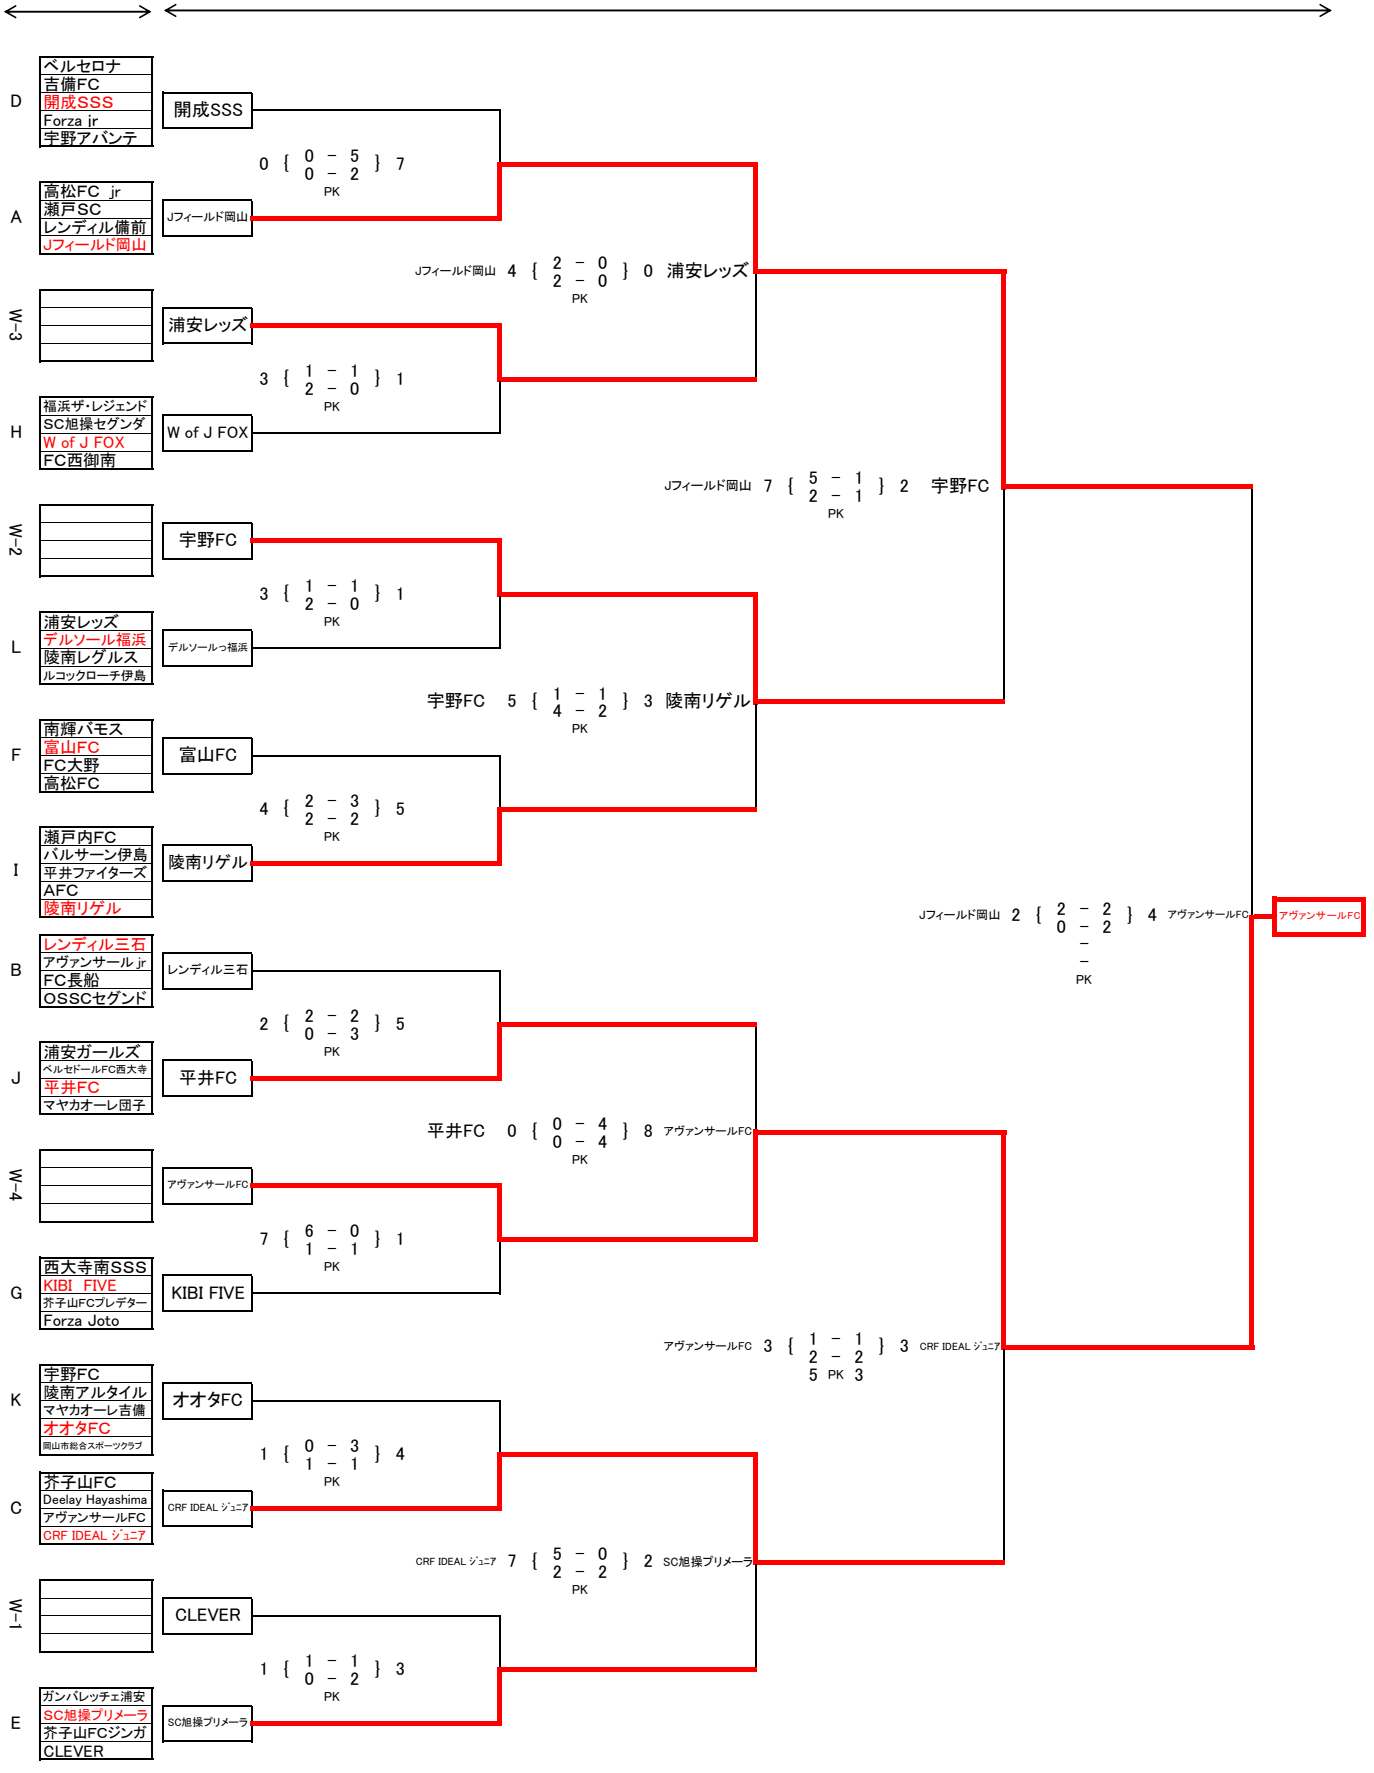 D
ベルセロナ
吉備FC
開成SSS
Forza jr
宇野アバンテ
開成SSS
0 { 0 - 5 } 7
0 - 2
PK
A
高松FC jr
瀬戸SC
レンディル備前
Jフィールド岡山
Jフィールド岡山
Jフィールド岡山 4 { 2 - 0 } 0 浦安レッズ
2 - 0
PK
W-3
浦安レッズ
3 { 1 - 1 } 1
2 - 0
PK
H
福浜ザ・レジェンド
SC旭操セグンダ
W of J FOX
FC西御南
W of J FOX
Jフィールド岡山 7 { 5 - 1 } 2 宇野FC
2 - 1
PK
W-2
宇野FC
3 { 1 - 1 } 1
2 - 0
PK
L
浦安レッズ
デルソール福浜
陵南レグルス
ルコックローチ伊島
デルソールっ福浜
宇野FC 5 { 1 - 1 } 3 陵南リゲル
4 - 2
PK
F
南輝バモス
富山FC
FC大野
高松FC
富山FC
4 { 2 - 3 } 5
2 - 2
PK
I
瀬戸内FC
バルサーン伊島
平井ファイターズ
AFC
陵南リゲル
陵南リゲル
Jフィールド岡山 2 { 2 - 2 } 4 アヴァンサールFC
0 - 2
-
-
PK
アヴァンサールFC
B
レンディル三石
アヴァンサール jr
FC長船
OSSCセグンド
レンディル三石
2 { 2 - 2 } 5
0 - 3
PK
J
浦安ガールズ
ベルセドールFC西大寺
平井FC
マヤカオーレ団子
平井FC
平井FC 0 { 0 - 4 } 8 アヴァンサールFC
0 - 4
PK
W-4
アヴァンサールFC
7 { 6 - 0 } 1
1 - 1
PK
G
西大寺南SSS
KIBI FIVE
芥子山FCプレデター
Forza Joto
KIBI FIVE
アヴァンサールFC 3 { 1 - 1 } 3 CRF IDEAL ジュニア
2 - 2
5 PK 3
K
宇野FC
陵南アルタイル
マヤカオーレ吉備
オオタFC
岡山市総合スポーツクラブ
オオタFC
1 { 0 - 3 } 4
1 - 1
PK
C
芥子山FC
Deelay Hayashima
アヴァンサールFC
CRF IDEAL ジュニア
CRF IDEAL ジュニア
CRF IDEAL ジュニア 7 { 5 - 0 } 2 SC旭操プリメーラ
2 - 2
PK
W-1
CLEVER
1 { 1 - 1 } 3
0 - 2
PK
E
ガンバレッチェ浦安
SC旭操プリメーラ
芥子山FCジンガ
CLEVER
SC旭操プリメーラ